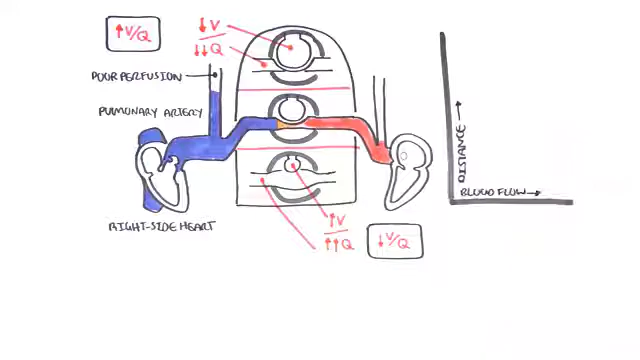 ↑V/Q
↓V
↓↓Q
POOR PERFUSION
PULMONARY ARTERY
RIGHT-SIDE HEART
↑V
↑↑Q
↓V/Q
DISTANCE →
BLOOD FLOW →